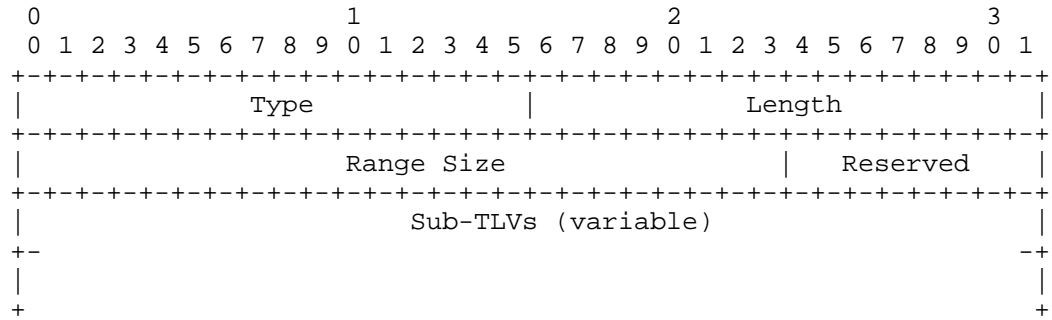 0                   1                   2                   3
 0 1 2 3 4 5 6 7 8 9 0 1 2 3 4 5 6 7 8 9 0 1 2 3 4 5 6 7 8 9 0 1
+-+-+-+-+-+-+-+-+-+-+-+-+-+-+-+-+-+-+-+-+-+-+-+-+-+-+-+-+-+-+-+-+
|              Type             |             Length            |
+-+-+-+-+-+-+-+-+-+-+-+-+-+-+-+-+-+-+-+-+-+-+-+-+-+-+-+-+-+-+-+-+
|                    Range Size                 |   Reserved    |
+-+-+-+-+-+-+-+-+-+-+-+-+-+-+-+-+-+-+-+-+-+-+-+-+-+-+-+-+-+-+-+-+
|                        Sub-TLVs (variable)                    |
+-                                                             -+
|                                                               |
+                                                               +